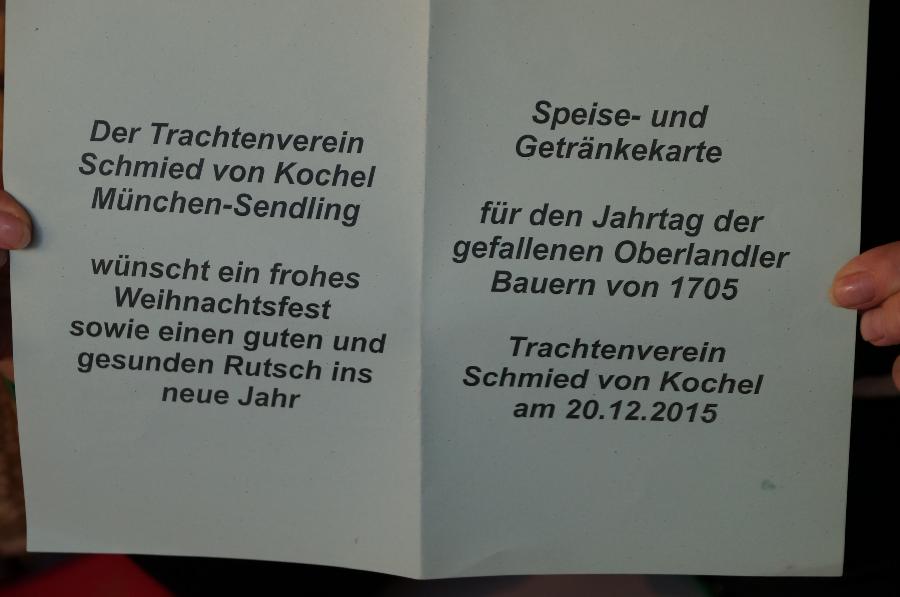 Der Trachtenverein
Schmied von Kochel
München-Sendling
wünscht ein frohes
Weihnachtsfest
sowie einen guten und
gesunden Rutsch ins
neue Jahr
Speise- und
Getränkekarte
für den Jahrtag der
gefallenen Oberlandler
Bauern von 1705
Trachtenverein
Schmied von Kochel
am 20.12.2015